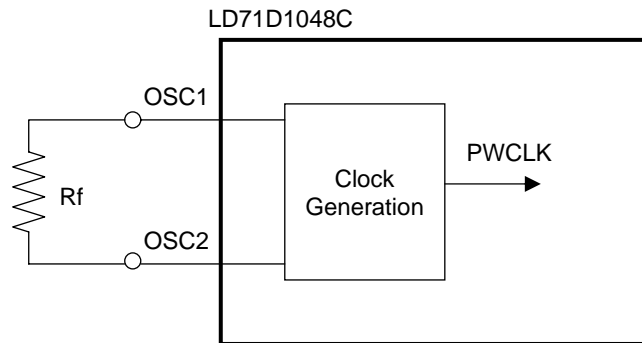 LD71D1048C
OSC1
PWCLK
Clock
Generation
Rf
OSC2